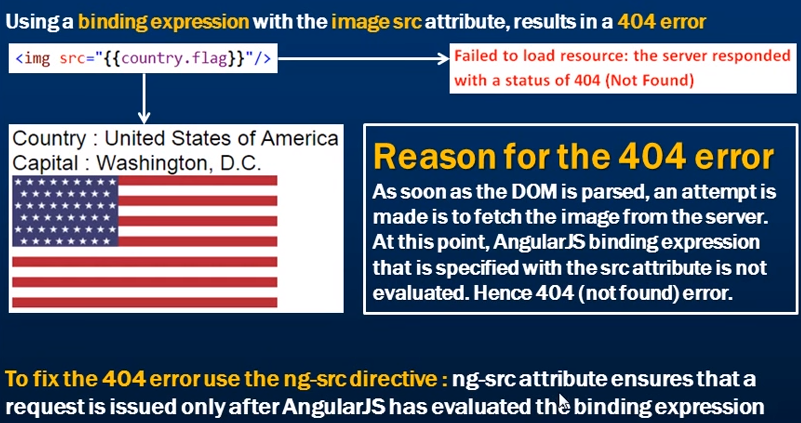 Using a binding expression with the image src attribute, results in a 404 error
<img src="{{country.flag}}"/>
Failed to load resource: the server responded
with a status of 404 (Not Found)
Country : United States of America
Capital : Washington, D.C.
Reason for the 404 error
As soon as the DOM is parsed, an attempt is
made is to fetch the image from the server.
At this point, AngularJS binding expression
that is specified with the src attribute is not
evaluated. Hence 404 (not found) error.
To fix the 404 error use the ng-src directive : ng-src attribute ensures that a
request is issued only after AngularJS has evaluated the binding expression